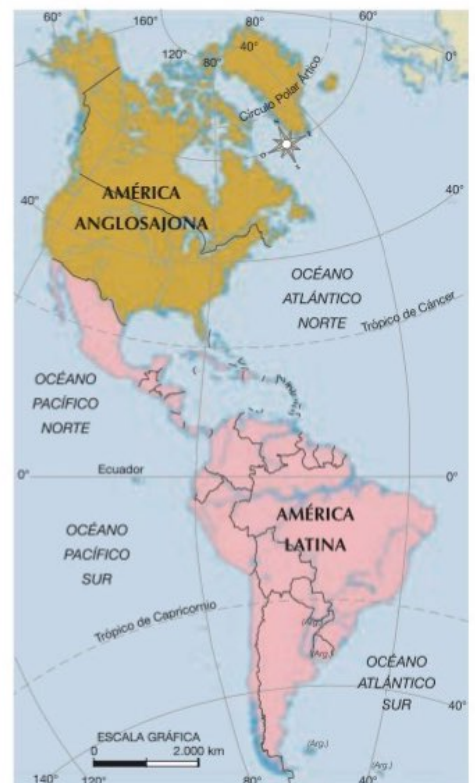 60°
160°
80°
60°
120°
80°
40°
0°
Círculo Polar Ártico
AMÉRICA
ANGLOSAJONA
40°
40°
OCÉANO
ATLÁNTICO
NORTE
Trópico de Cáncer
OCÉANO
PACÍFICO
NORTE
0°
Ecuador
0°
AMÉRICA
LATINA
OCÉANO
PACÍFICO
SUR
Trópico de Capricornio
(Arg.)
(Arg.)
OCÉANO
ATLÁNTICO
SUR
40°
ESCALA GRÁFICA
0 2.000 km
(Arg.)
(Arg.)
140°
120°
80°
40°